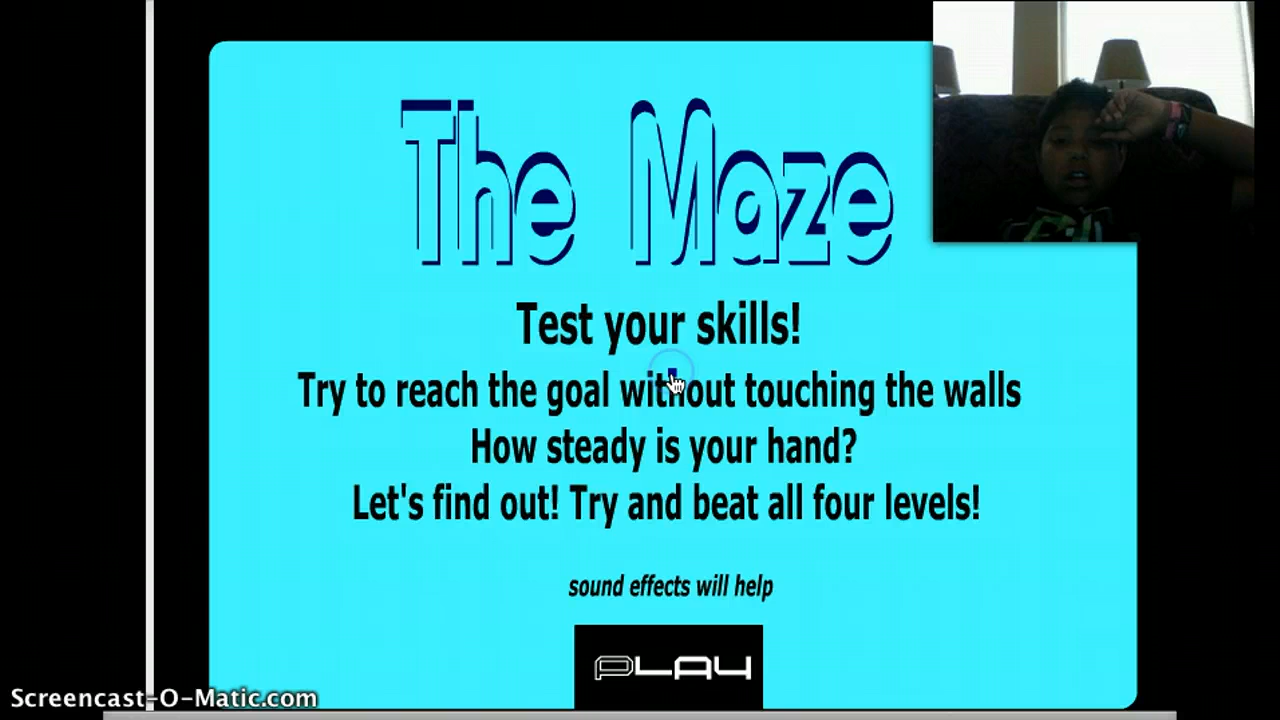 The Maze
Test your skills!
Try to reach the goal without touching the walls
How steady is your hand?
Let's find out! Try and beat all four levels!
sound effects will help
PLAY
Screencast-O-Matic.com